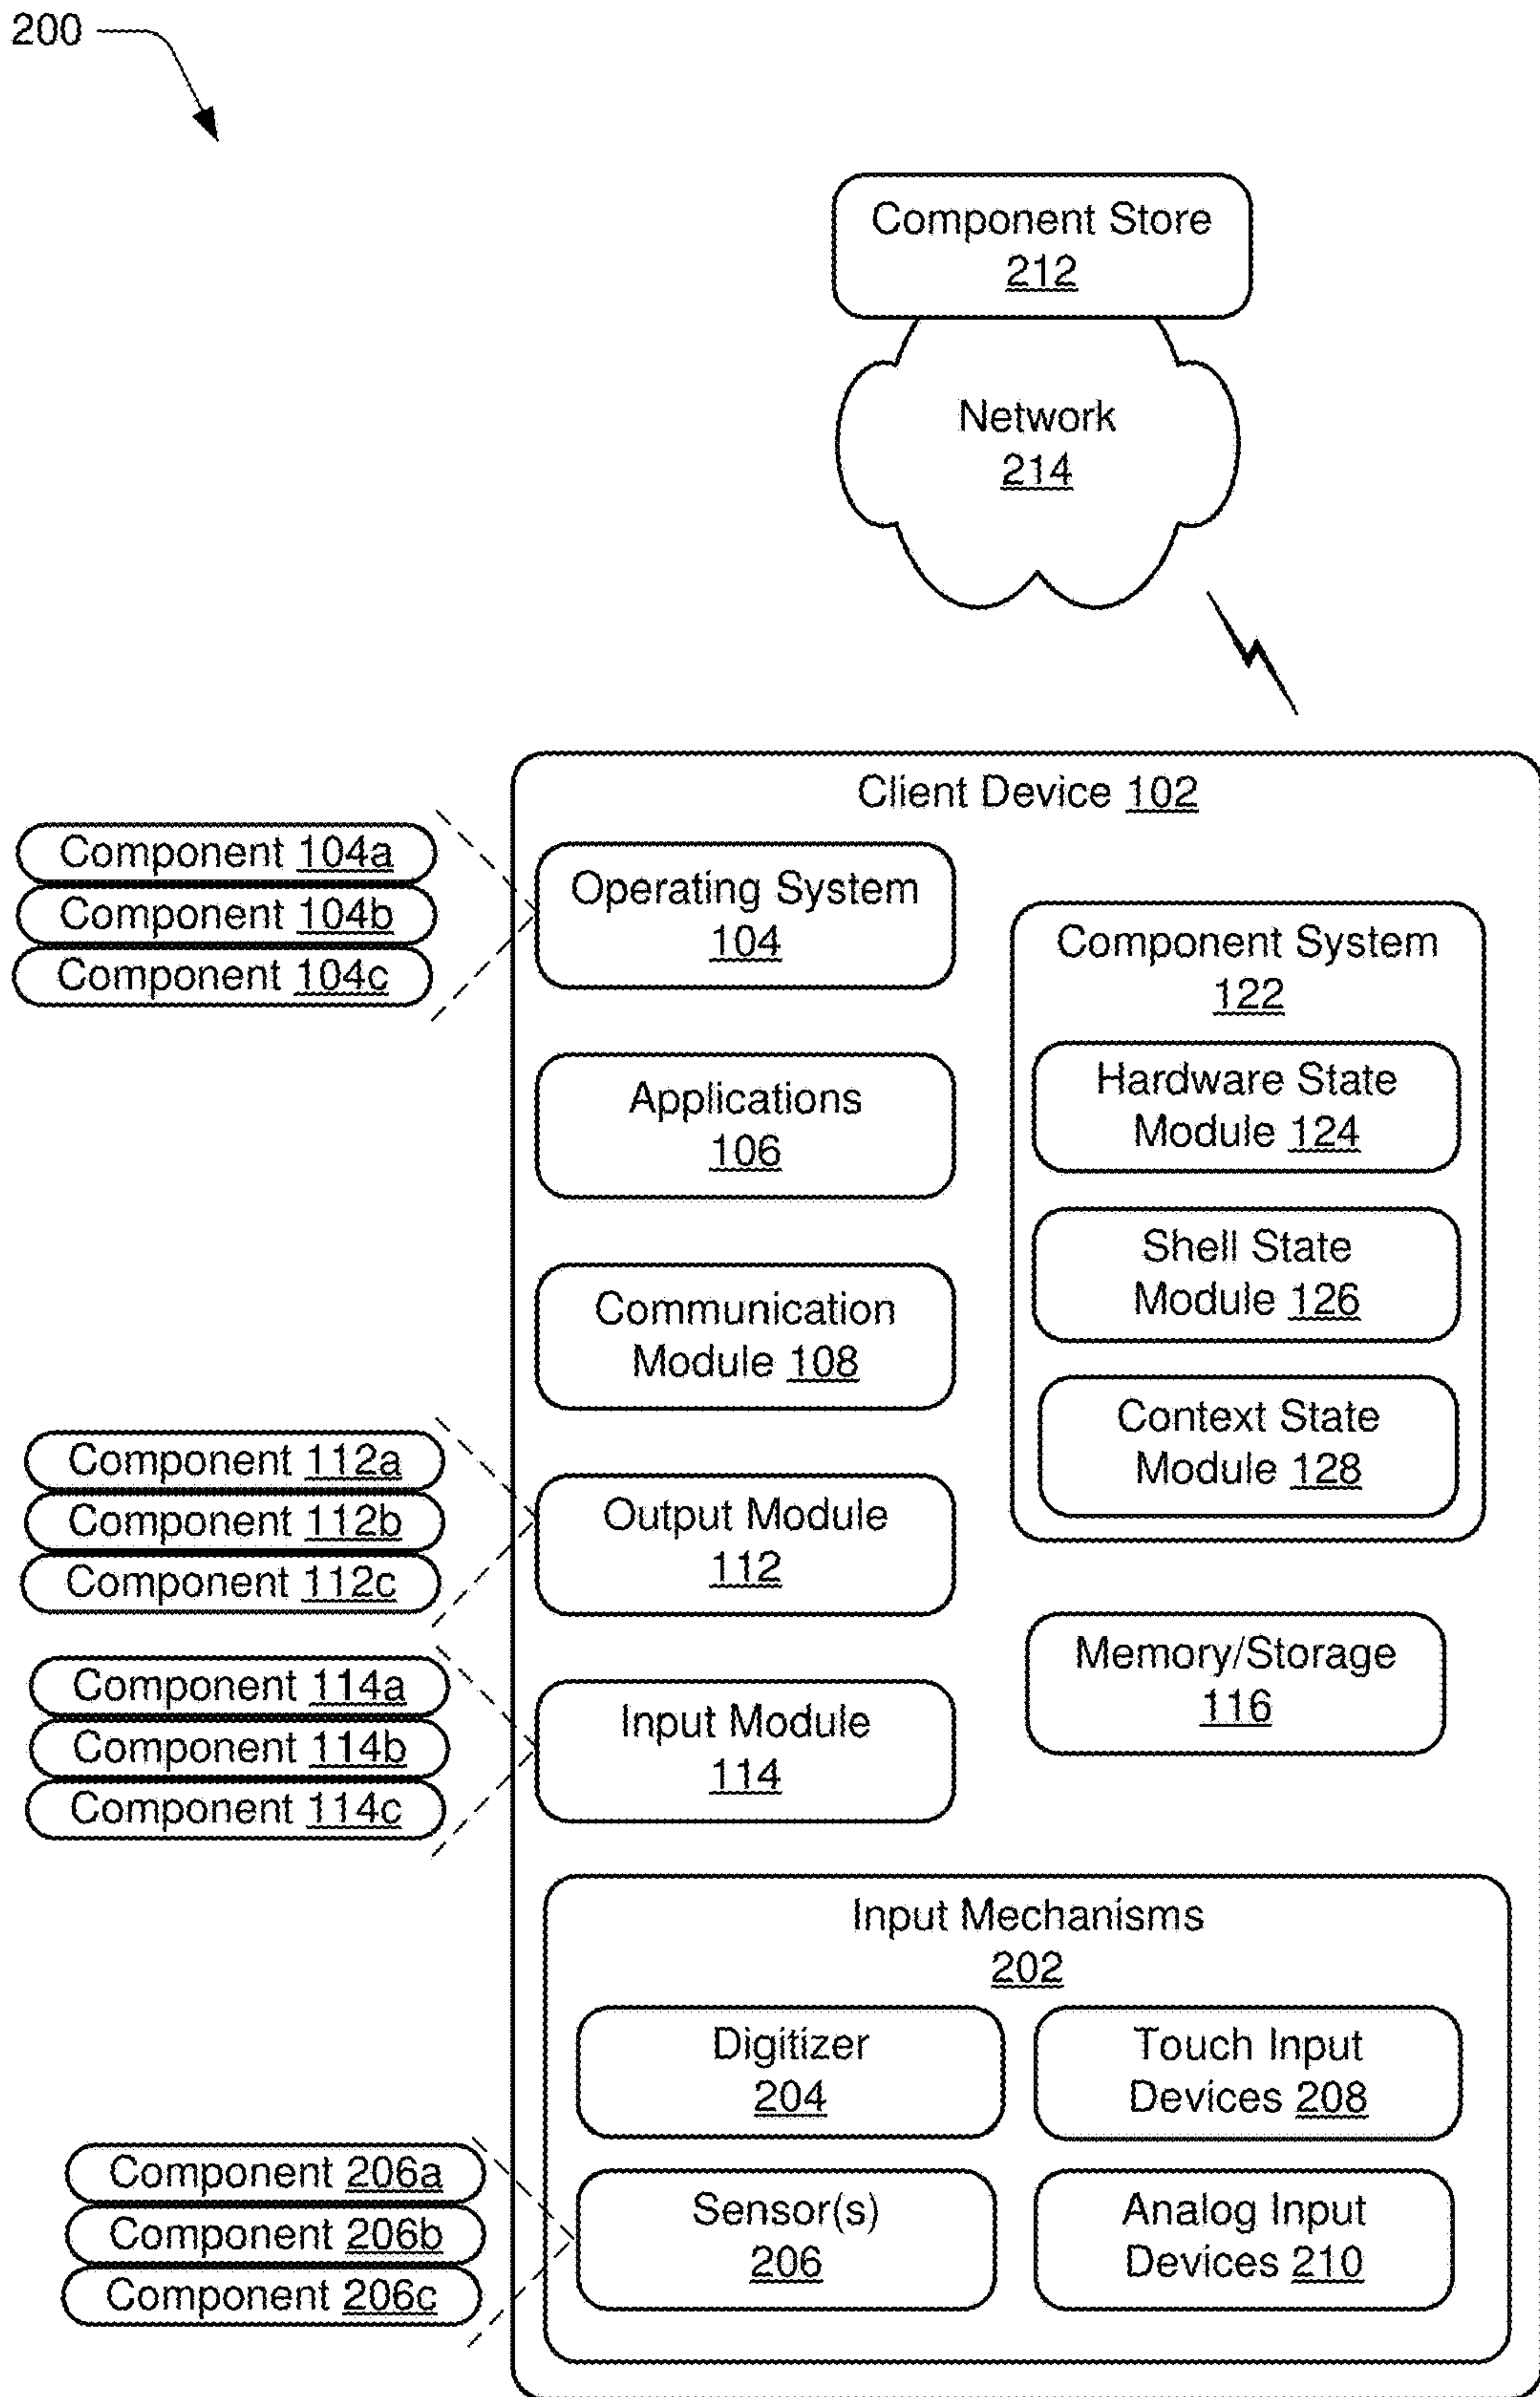 200
Component Store
212
Network
214
Client Device 102
Component 104a
Component 104b
Component 104c
Operating System
104
Applications
106
Communication
Module 108
Component 112a
Component 112b
Component 112c
Output Module
112
Component 114a
Component 114b
Component 114c
Input Module
114
Component System
122
Hardware State
Module 124
Shell State
Module 126
Context State
Module 128
Memory/Storage
116
Input Mechanisms
202
Digitizer
204
Touch Input
Devices 208
Component 206a
Component 206b
Component 206c
Sensor(s)
206
Analog Input
Devices 210